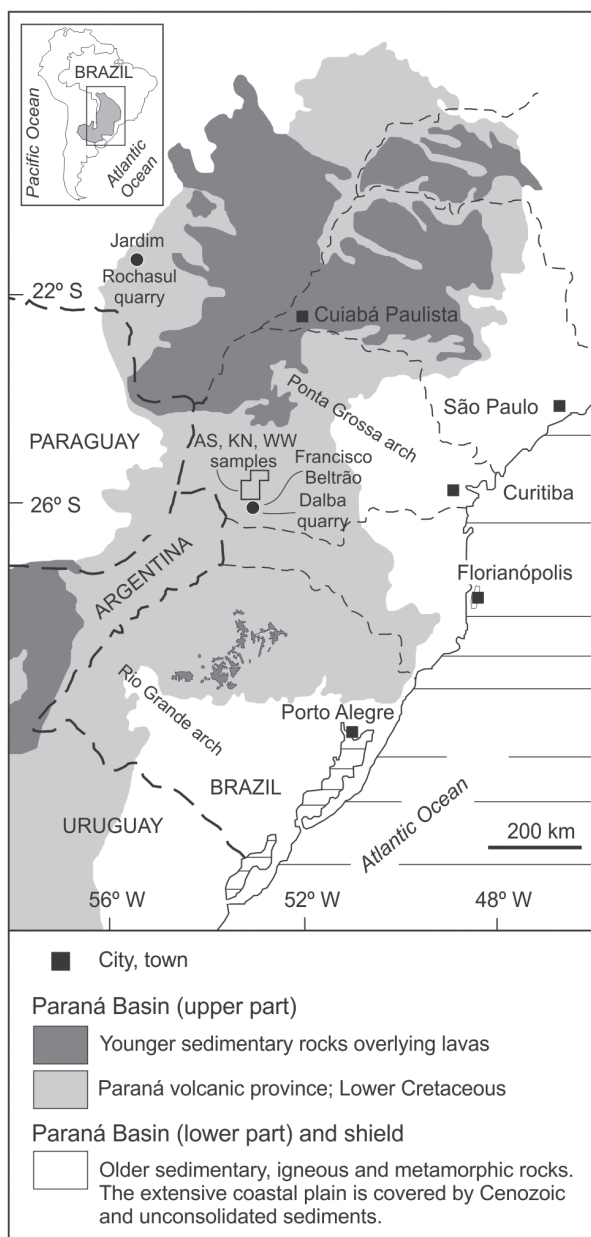 BRAZIL
Pacific Ocean
Atlantic
Ocean
Jardim
Rochasul
quarry
22º S
Cuiabá Paulista
Ponta Grossa arch
São Paulo
PARAGUAY
AS, KN, WW
samples
Francisco
Beltrão
Dalba
quarry
Curitiba
26º S
ARGENTINA
Florianópolis
Rio Grande arch
Porto Alegre
BRAZIL
URUGUAY
Atlantic Ocean
200 km
56º W
52º W
48º W
City, town
Paraná Basin (upper part)
Younger sedimentary rocks overlying lavas
Paraná volcanic province; Lower Cretaceous
Paraná Basin (lower part) and shield
Older sedimentary, igneous and metamorphic rocks.
The extensive coastal plain is covered by Cenozoic
and unconsolidated sediments.